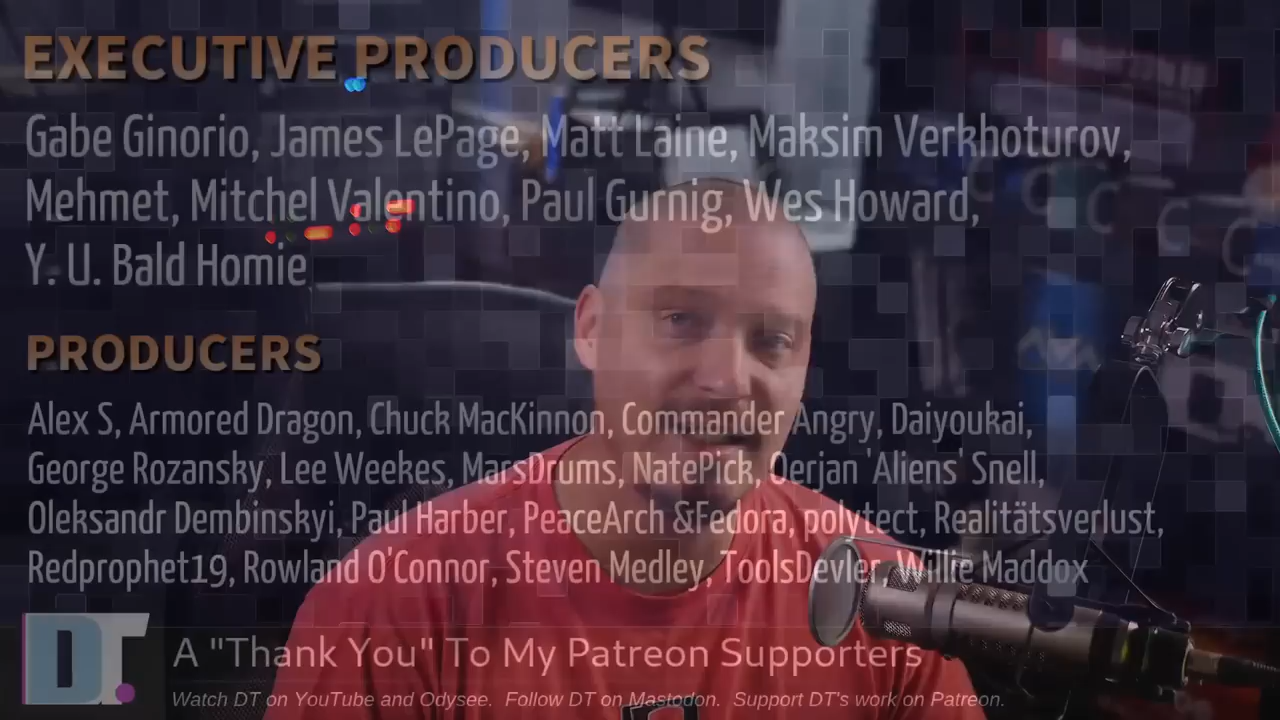 EXECUTIVE PRODUCERS
Gabe Ginorio, James LePage, Matt Laine, Maksim Verkhoturov,
Mehmet, Mitchel Valentino, Paul Gurnig, Wes Howard,
Y. U. Bald Homie
PRODUCERS
Alex S, Armored Dragon, Chuck MacKinnon, Commander Angry, Daiyoukai,
George Rozansky, Lee Weekes, MarsDrums, NatePick, Oerjan 'Aliens' Snell,
Oleksandr Dembinskyi, Paul Harber, PeaceArch &Fedora, polytect, Realitätsverlust,
Redprophet19, Rowland O'Connor, Steven Medley, ToolsDevler, Willie Maddox
DT
A "Thank You" To My Patreon Supporters
Watch DT on YouTube and Odysee. Follow DT on Mastodon. Support DT's work on Patreon.